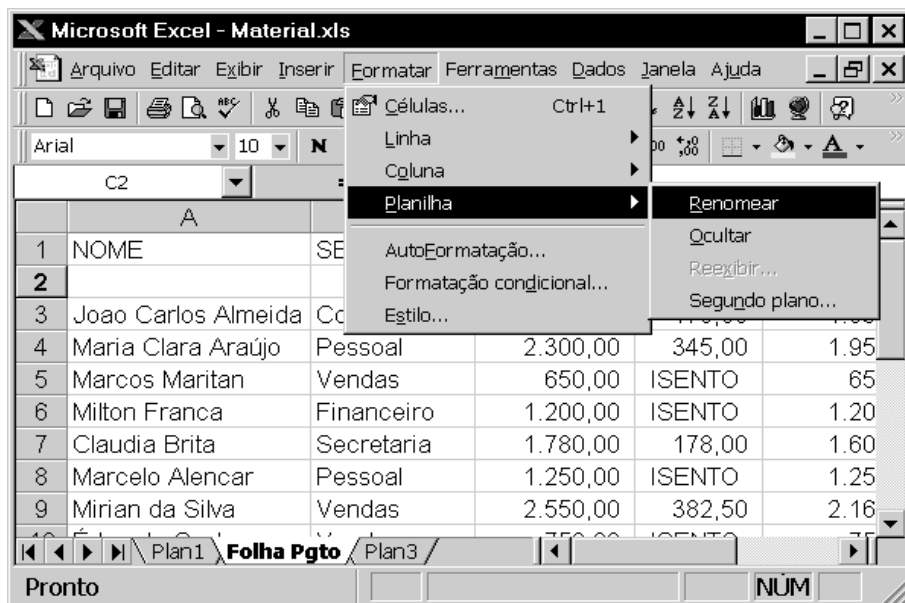 Microsoft Excel - Material.xls
Arquivo Editar Exibir Inserir Formatar Ferramentas Dados Janela Ajuda
Arial 10 N
C2 =
Células... Ctrl+1
Linha
Coluna
Planilha
AutoFormatação...
Formatação condicional...
Estilo...
Renomear
Ocultar
Reexibir...
Segundo plano...
A
1 NOME
2
3 Joao Carlos Almeida
4 Maria Clara Araújo Pessoal 2.300,00 345,00 1.95
5 Marcos Maritan Vendas 650,00 ISENTO 65
6 Milton Franca Financeiro 1.200,00 ISENTO 1.20
7 Claudia Brita Secretaria 1.780,00 178,00 1.60
8 Marcelo Alencar Pessoal 1.250,00 ISENTO 1.25
9 Mirian da Silva Vendas 2.550,00 382,50 2.16
Plan1 Folha Pgto Plan3
Pronto NÚM